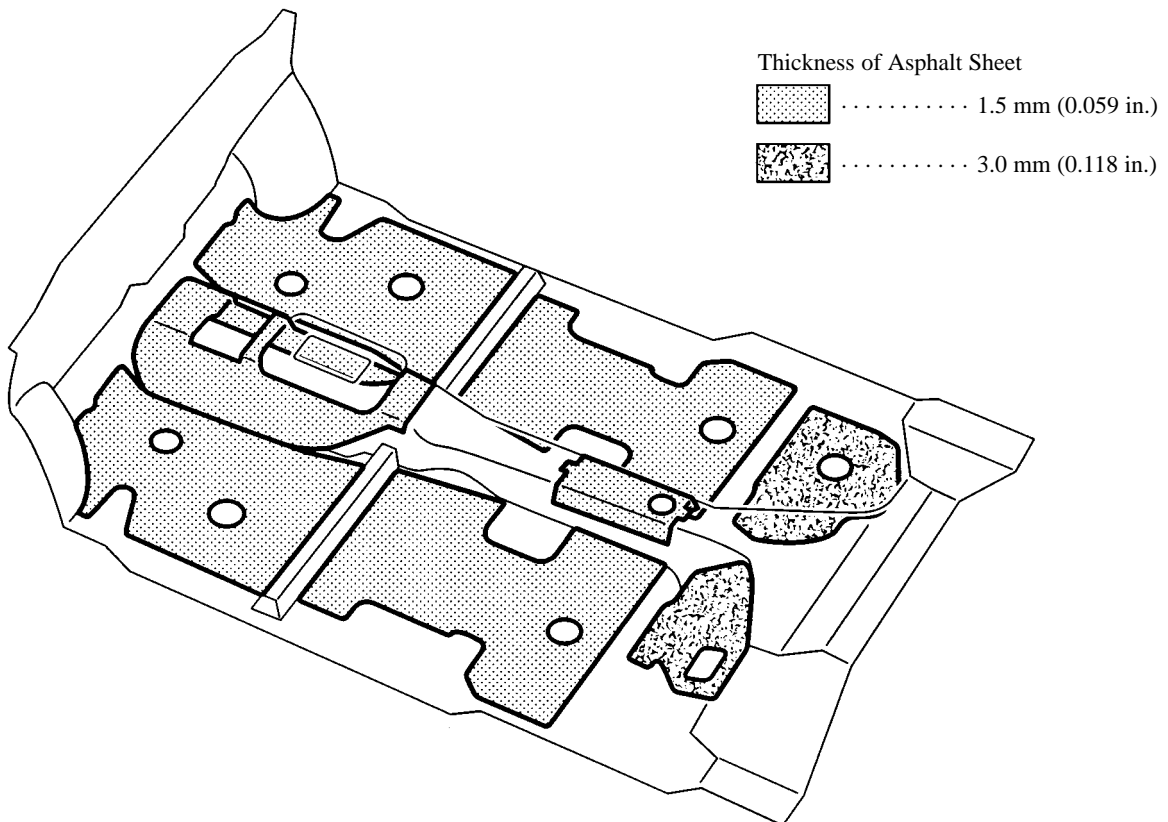 Thickness of Asphalt Sheet
. . . . . . . . . . . 1.5 mm (0.059 in.)
. . . . . . . . . . . 3.0 mm (0.118 in.)